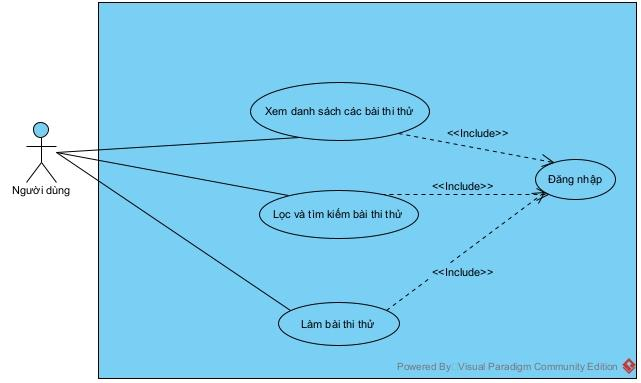 Xem danh sách các bài thi thử
<<Include>>
Người dùng
Đăng nhập
<<Include>>
Lọc và tìm kiếm bài thi thử
<<Include>>
Làm bài thi thử
Powered By Visual Paradigm Community Edition